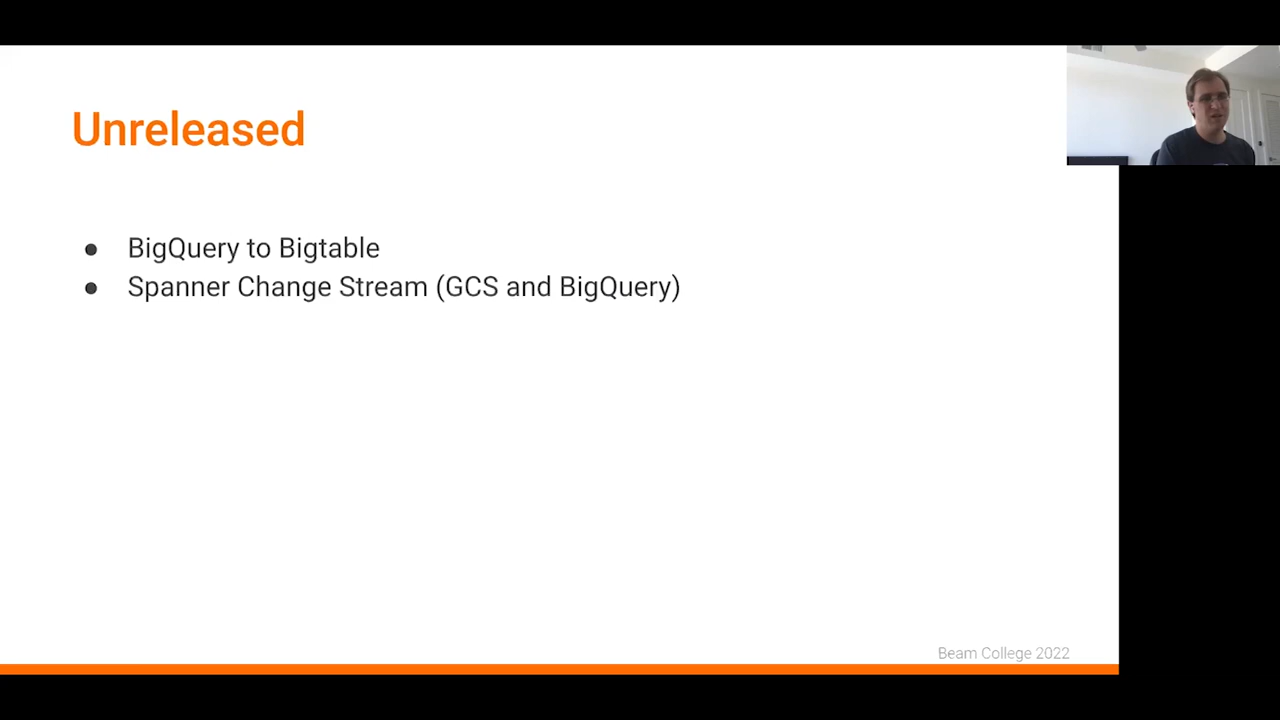 Unreleased
● BigQuery to Bigtable
● Spanner Change Stream (GCS and BigQuery)
Beam College 2022